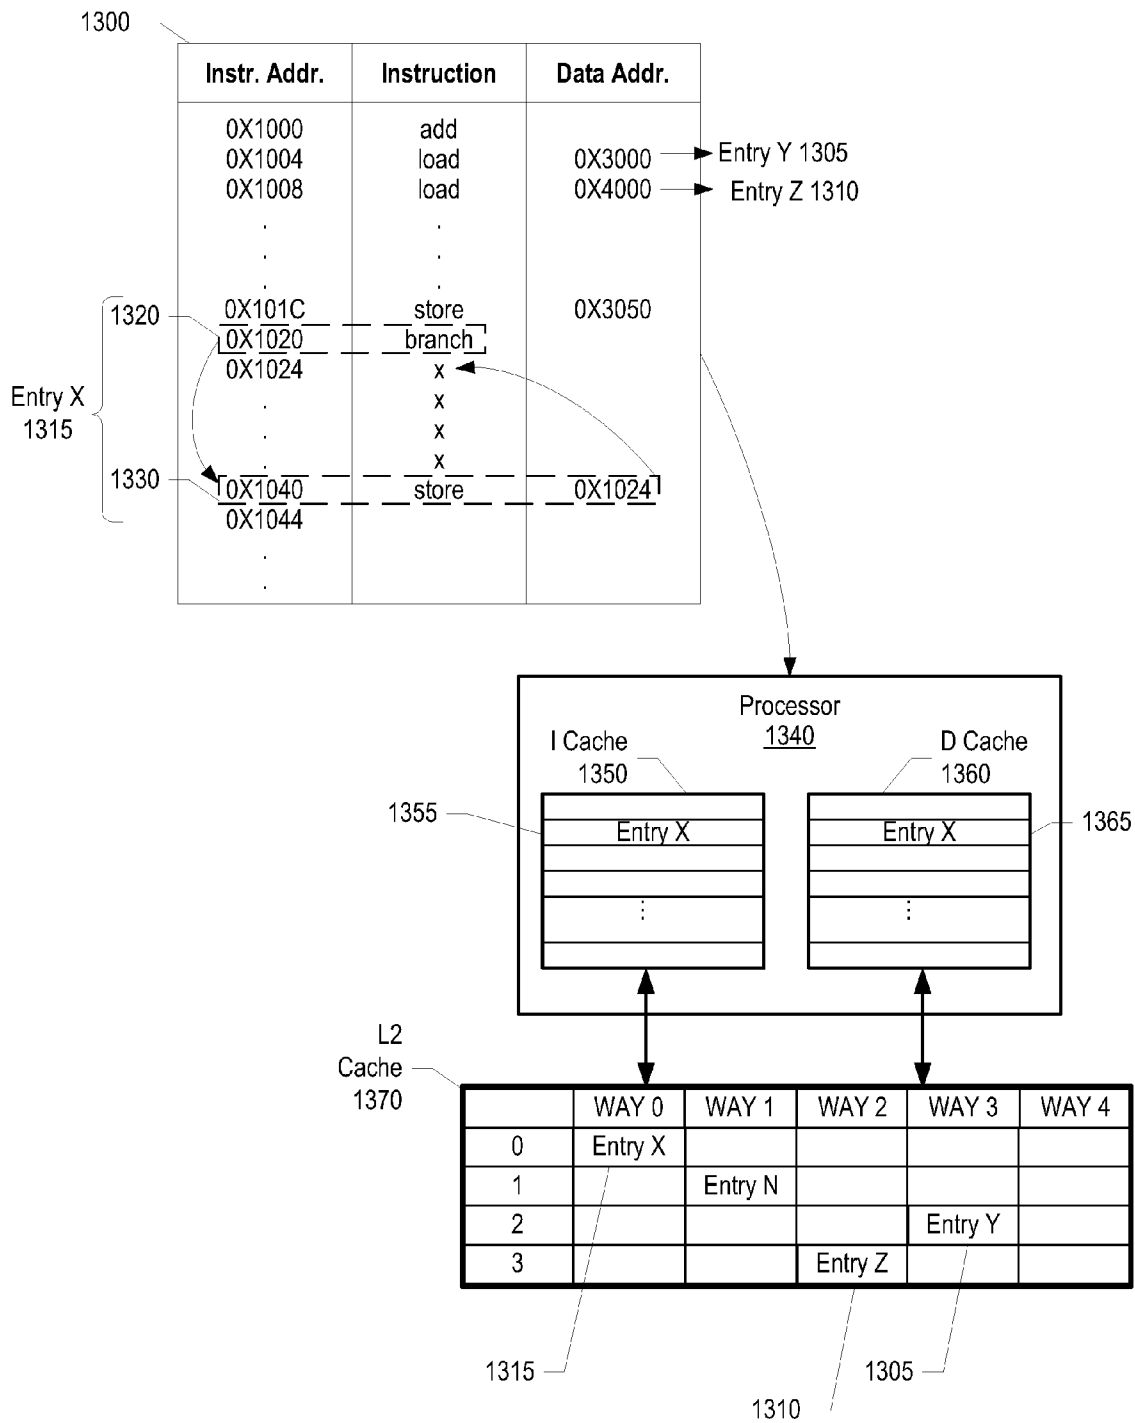 1300
Instr. Addr. Instruction Data Addr.
0X1000 add
0X1004 load 0X3000 Entry Y 1305
0X1008 load 0X4000 Entry Z 1310
. .
. .
. .
0X101C store 0X3050
1320 0X1020 branch
0X1024 x
. x
. x
. x
Entry X
1315
1330 0X1040 store 0X1024
0X1044
.
.
Processor
1340
I Cache
1350
D Cache
1360
1355 Entry X
Entry X 1365
...
...
L2
Cache
1370
WAY 0 WAY 1 WAY 2 WAY 3 WAY 4
0 Entry X
1 Entry N
2 Entry Y
3 Entry Z
1315
1305
1310